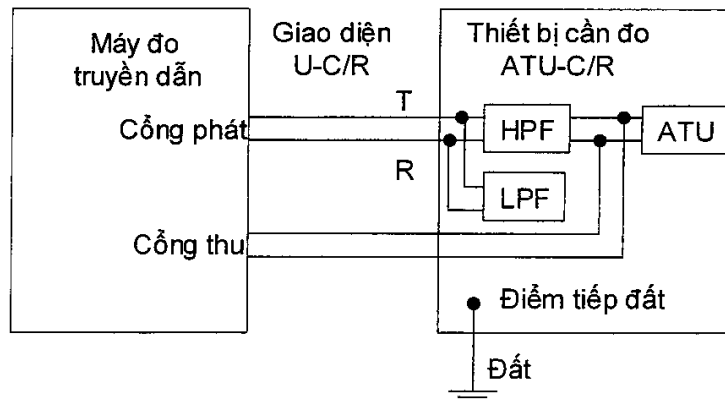 Máy đo
truyền dẫn
Cổng phát
Cổng thu
Giao diện
U-C/R
T
R
Thiết bị cần đo
ATU-C/R
HPF
LPF
ATU
Điểm tiếp đất
Đất